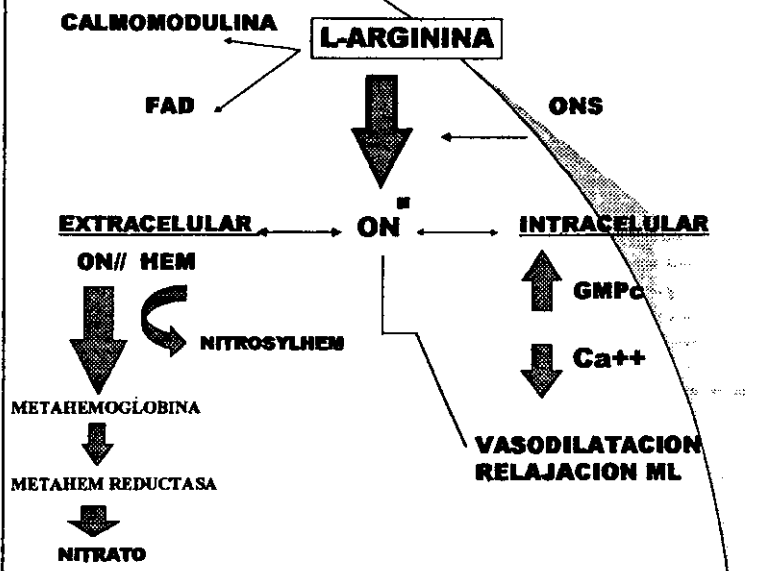 CALMOMODULINA
L-ARGININA
FAD
ONS
EXTRACELULAR
ON
INTRACELULAR
ON// HEM
GMPc
NITROSYLHEM
Ca++
METAHEMOGLOBINA
VASODILATACION
RELAJACION ML
METAHEM REDUCTASA
NITRATO